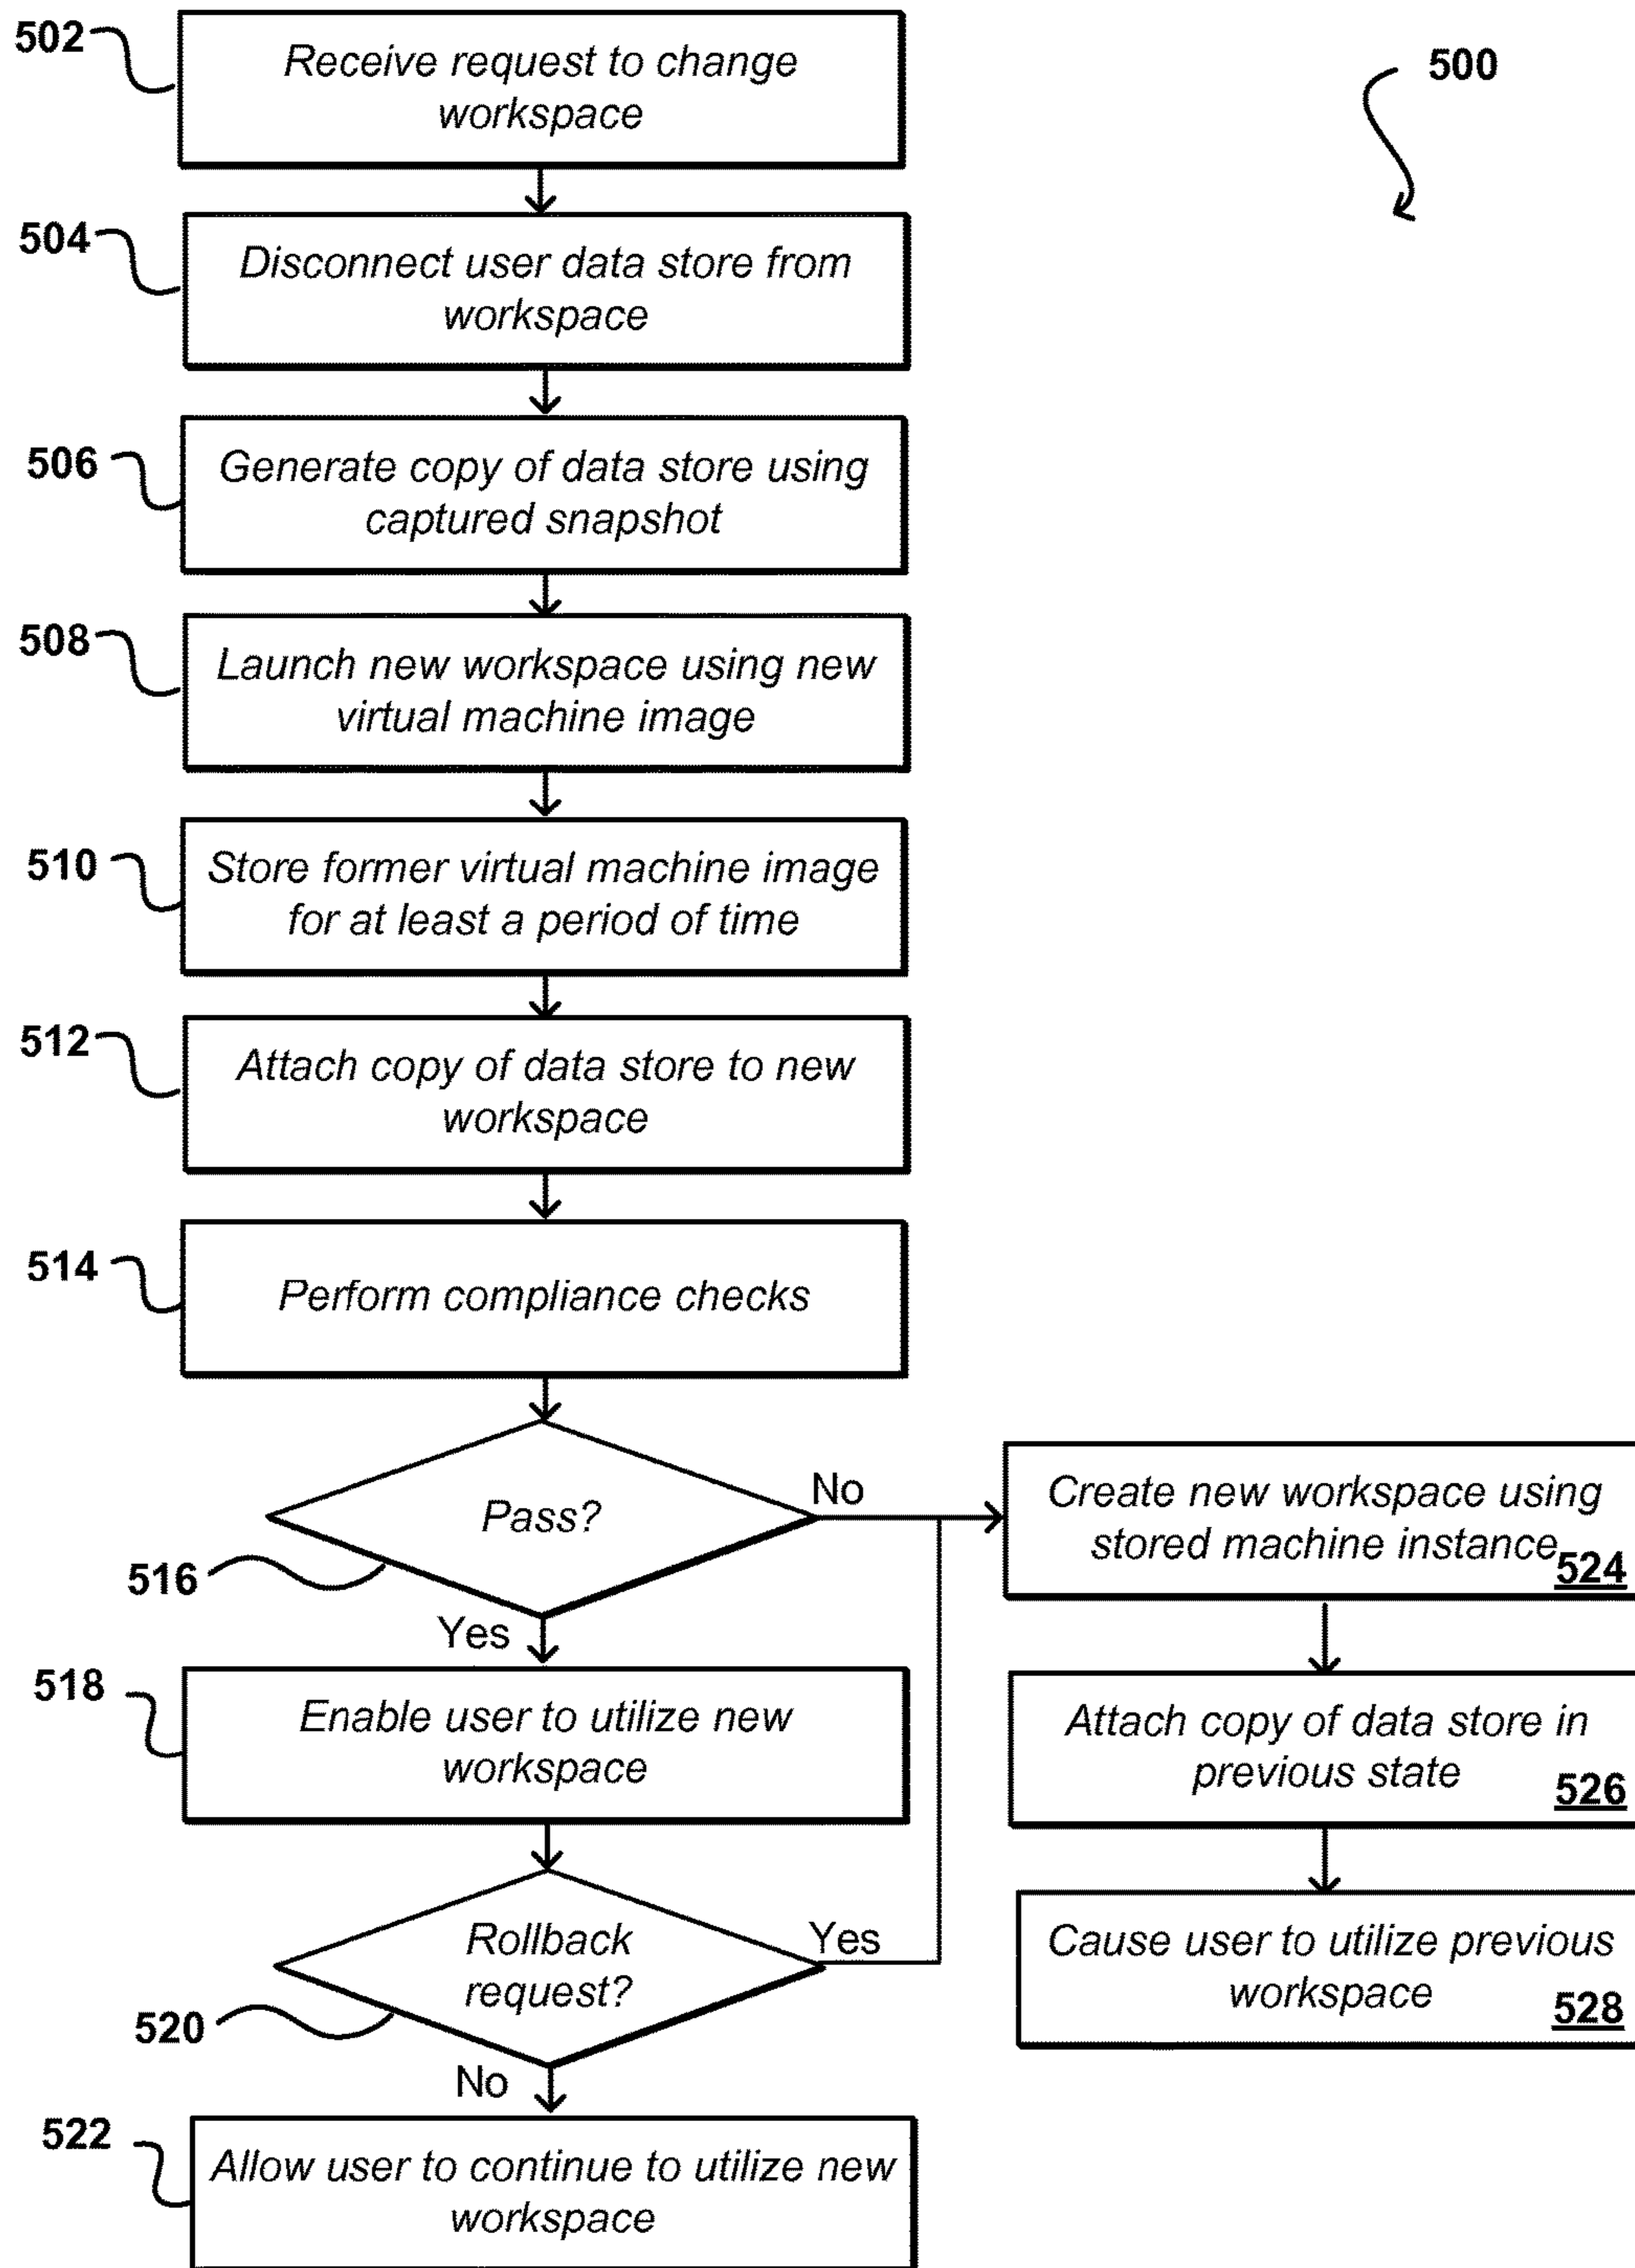 502
Receive request to change
workspace
500
504
Disconnect user data store from
workspace
506
Generate copy of data store using
captured snapshot
508
Launch new workspace using new
virtual machine image
510
Store former virtual machine image
for at least a period of time
512
Attach copy of data store to new
workspace
514
Perform compliance checks
Pass?
No
516
Yes
Create new workspace using
stored machine instance
524
518
Enable user to utilize new
workspace
Attach copy of data store in
previous state
526
Rollback
request?
Yes
520
No
Cause user to utilize previous
workspace
528
522
Allow user to continue to utilize new
workspace